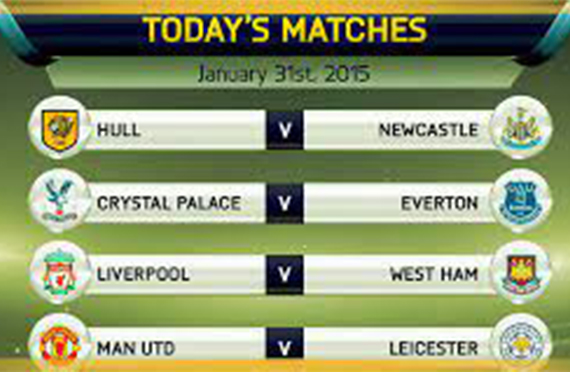 TODAY'S MATCHES
January 31st, 2015
HULL V NEWCASTLE
CRYSTAL PALACE V EVERTON
LIVERPOOL V WEST HAM
MAN UTD V LEICESTER